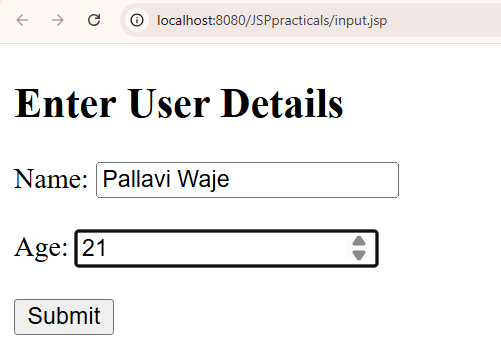 localhost:8080/JSPpracticals/input.jsp
Enter User Details
Name: Pallavi Waje
Age: 21
Submit